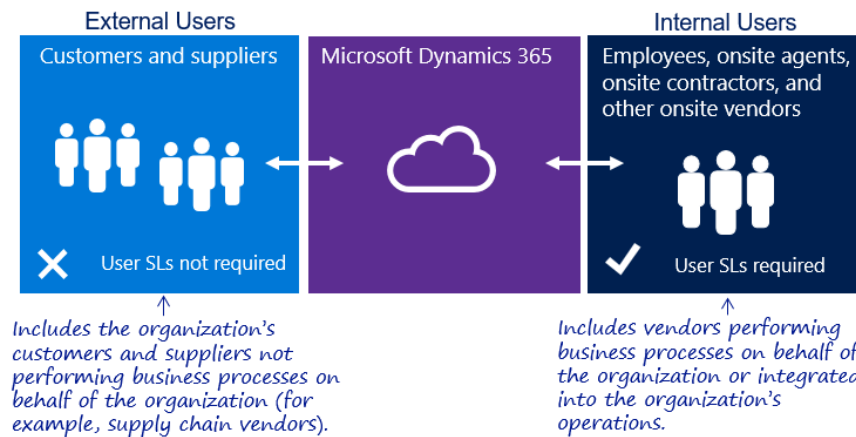 External Users
Customers and suppliers
User SLs not required
Includes the organization's
customers and suppliers not
performing business processes on
behalf of the organization (for
example, supply chain vendors).
Microsoft Dynamics 365
Internal Users
Employees, onsite agents,
onsite contractors, and
other onsite vendors
User SLs required
Includes vendors performing
business processes on behalf of
the organization or integrated
into the organization's
operations.